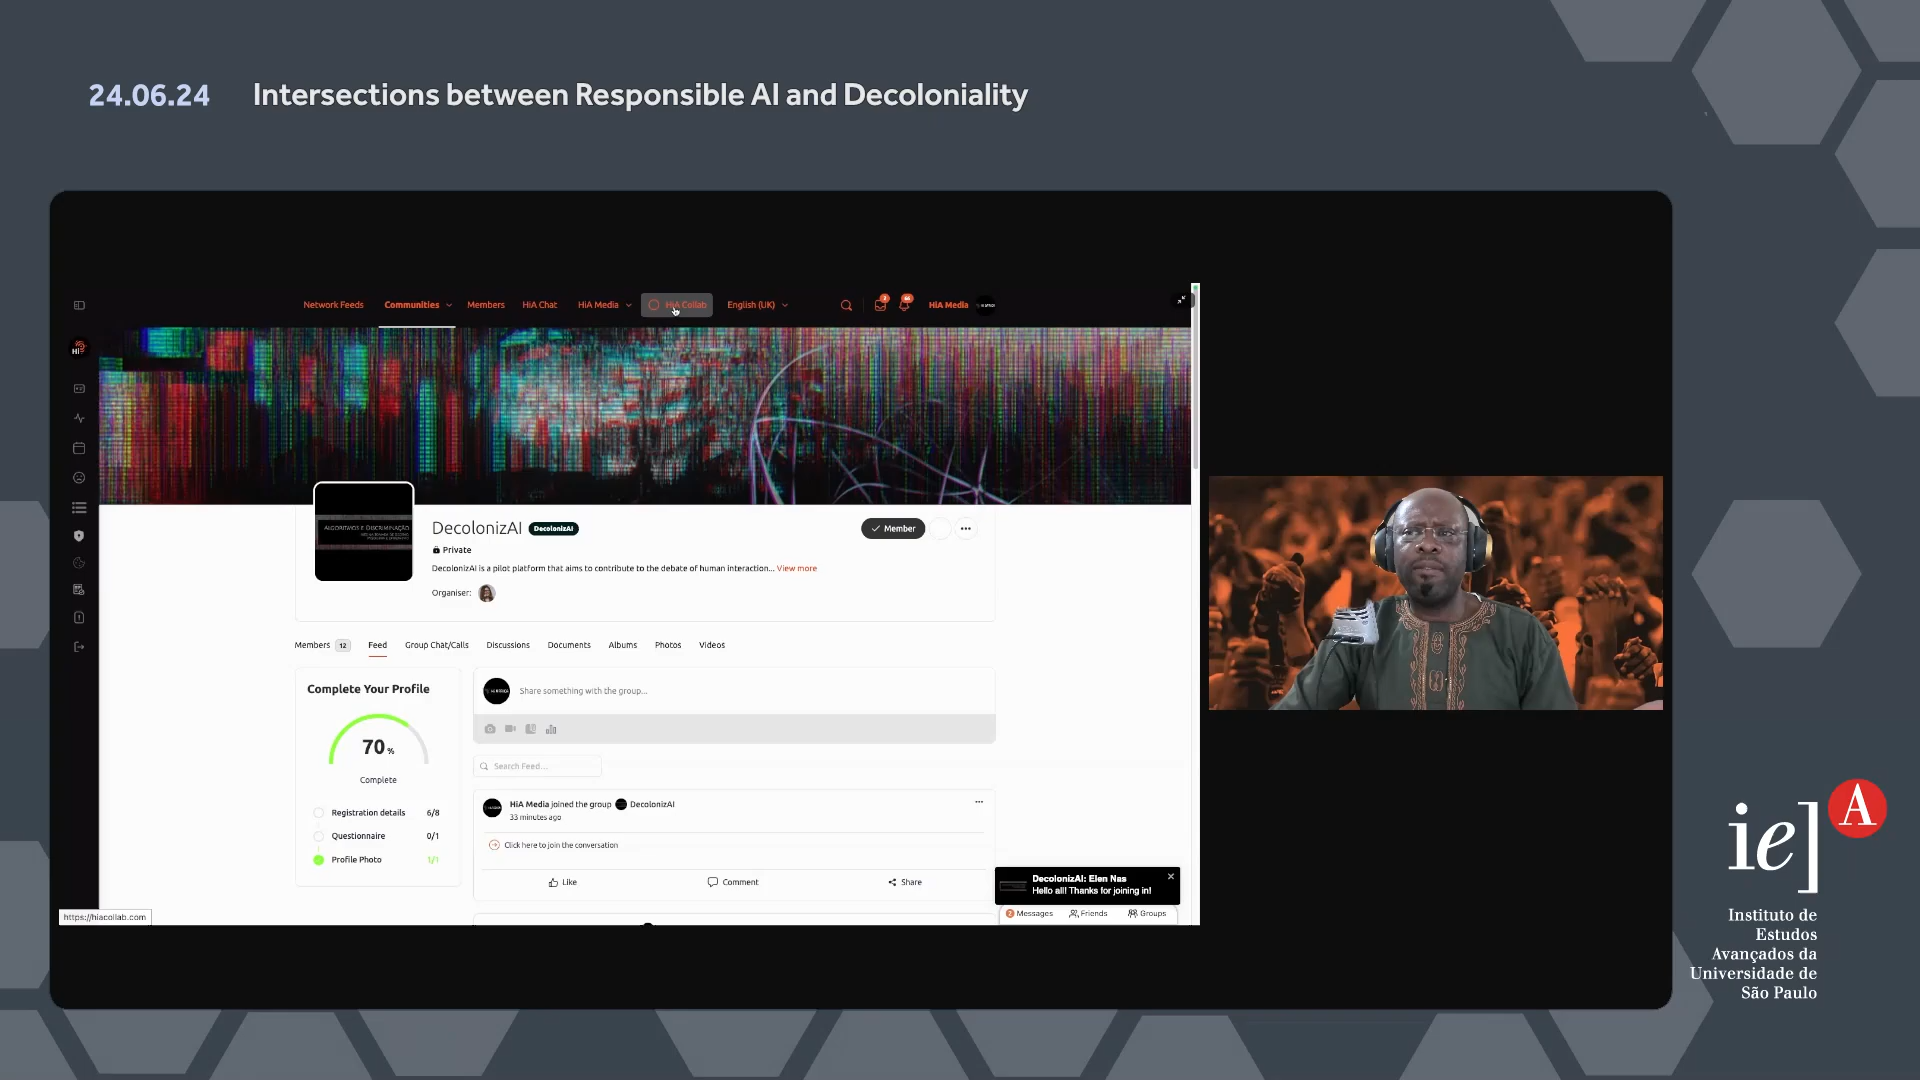 24.06.24 Intersections between Responsible AI and Decoloniality
Network Feeds Communities Members HiA Chat HiA Media HiA Collab English (UK) HiA Media
DecolonizAI DecolonizAI
Member
Private
DecolonizAI is a pilot platform that aims to contribute to the debate of human interaction... View more
Organiser:
ALGORITMOS E DISCRIMINAÇÃO
Members 12 Feed Group Chat/Calls Discussions Documents Albums Photos Videos
Complete Your Profile
70 %
Complete
Registration details 6/8
Questionnaire 0/1
Profile Photo 1/1
Share something with the group...
Search Feed...
HiA Media joined the group DecolonizAI
33 minutes ago
Click here to join the conversation
Like Comment Share
DecolonizAI: Elen Nas
Hello all! Thanks for joining in!
2 Messages Friends Groups
https://hiacollab.com
ie] A
Instituto de
Estudos
Avançados da
Universidade de
São Paulo